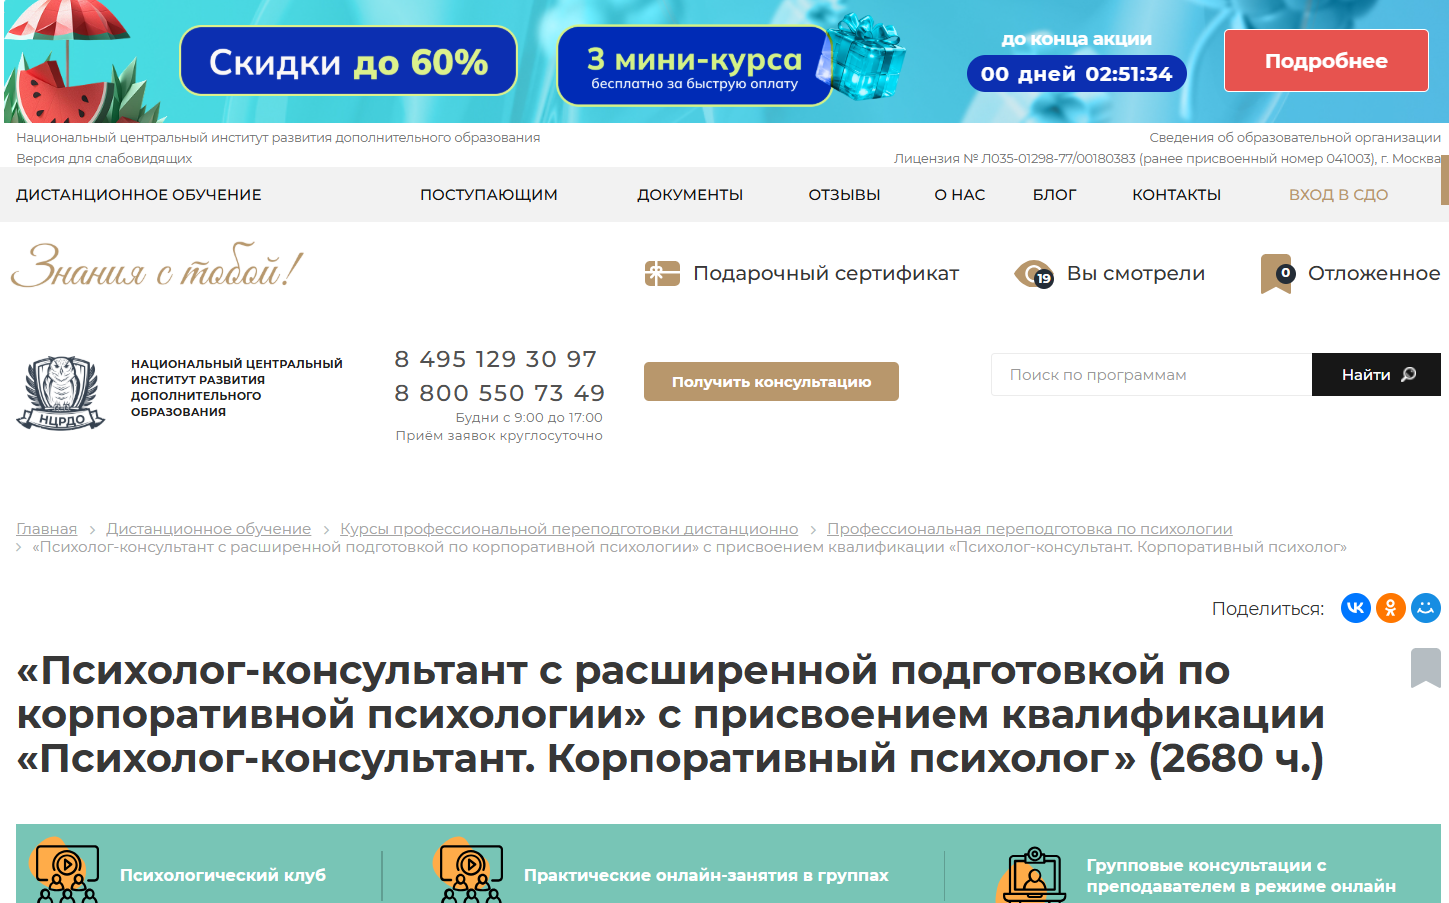 Скидки до 60%
3 мини-курса
бесплатно за быструю оплату
до конца акции
00 дней 02:51:34
Подробнее
Национальный центральный институт развития дополнительного образования
Сведения об образовательной организации
Версия для слабовидящих
Лицензия № Л035-01298-77/00180383 (ранее присвоенный номер 041003), г. Москва
ДИСТАНЦИОННОЕ ОБУЧЕНИЕ ПОСТУПАЮЩИМ ДОКУМЕНТЫ ОТЗЫВЫ О НАС БЛОГ КОНТАКТЫ ВХОД В СДО
Знания с тобой!
Подарочный сертификат
19
Вы смотрели
0
Отложенное
НЦРДО
НАЦИОНАЛЬНЫЙ ЦЕНТРАЛЬНЫЙ
ИНСТИТУТ РАЗВИТИЯ
ДОПОЛНИТЕЛЬНОГО
ОБРАЗОВАНИЯ
8 495 129 30 97
8 800 550 73 49
Будни с 9:00 до 17:00
Приём заявок круглосуточно
Получить консультацию
Поиск по программам
Найти
Главная > Дистанционное обучение > Курсы профессиональной переподготовки дистанционно > Профессиональная переподготовка по психологии
> «Психолог-консультант с расширенной подготовкой по корпоративной психологии» с присвоением квалификации «Психолог-консультант. Корпоративный психолог»
Поделиться:
«Психолог-консультант с расширенной подготовкой по
корпоративной психологии» с присвоением квалификации
«Психолог-консультант. Корпоративный психолог» (2680 ч.)
Психологический клуб
Практические онлайн-занятия в группах
Групповые консультации с
преподавателем в режиме онлайн